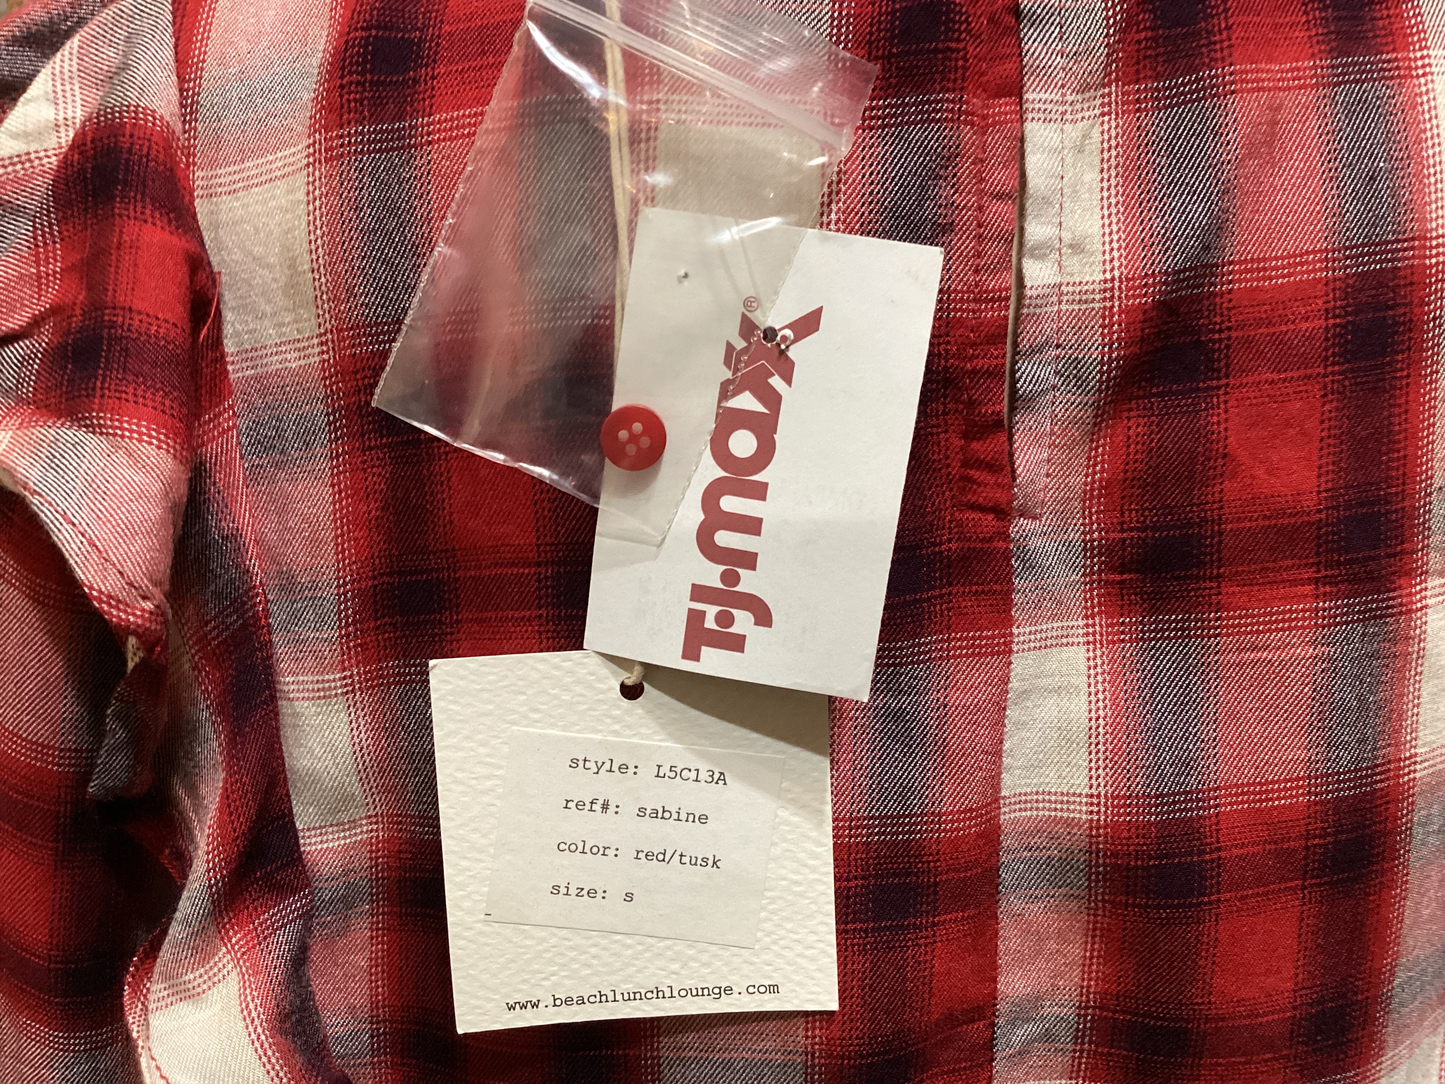 T·J·maxx®
style: L5C13A
ref#: sabine
color: red/tusk
size: s
www.beachlunchlounge.com